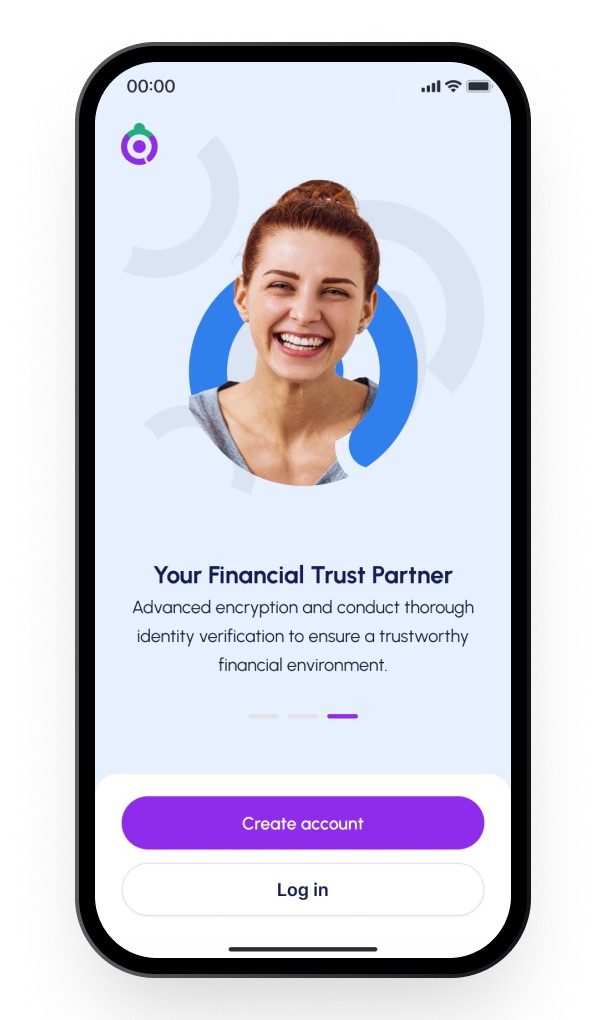 00:00
Your Financial Trust Partner
Advanced encryption and conduct thorough
identity verification to ensure a trustworthy
financial environment.
Create account
Log in